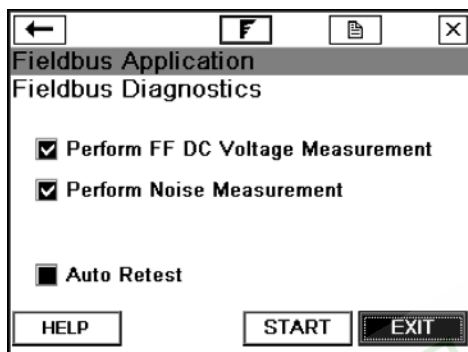 Fieldbus Application
Fieldbus Diagnostics
Perform FF DC Voltage Measurement
Perform Noise Measurement
Auto Retest
HELP START EXIT